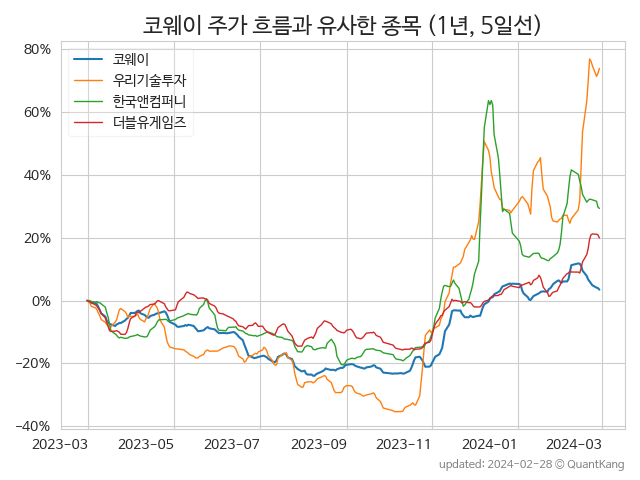 코웨이 주가 흐름과 유사한 종목 (1년, 5일선)
80%
60%
40%
20%
0%
−20%
−40%
코웨이
우리기술투자
한국앤컴퍼니
더블유게임즈
2023-03 2023-05 2023-07 2023-09 2023-11 2024-01 2024-03
updated: 2024-02-28 © QuantKang